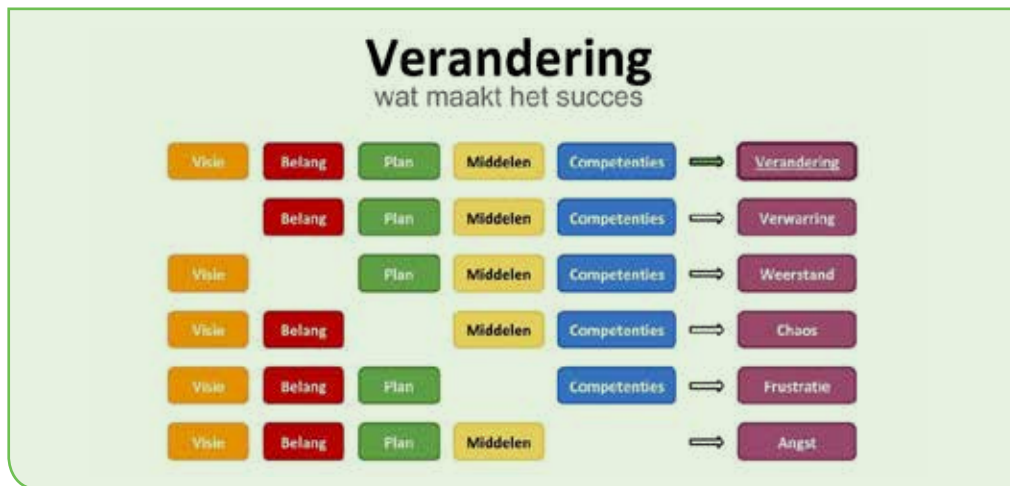 Verandering
wat maakt het succes
Visie Belang Plan Middelen Competenties Verandering
Belang Plan Middelen Competenties Verwarring
Visie Plan Middelen Competenties Weerstand
Visie Belang Middelen Competenties Chaos
Visie Belang Plan Competenties Frustratie
Visie Belang Plan Middelen Angst